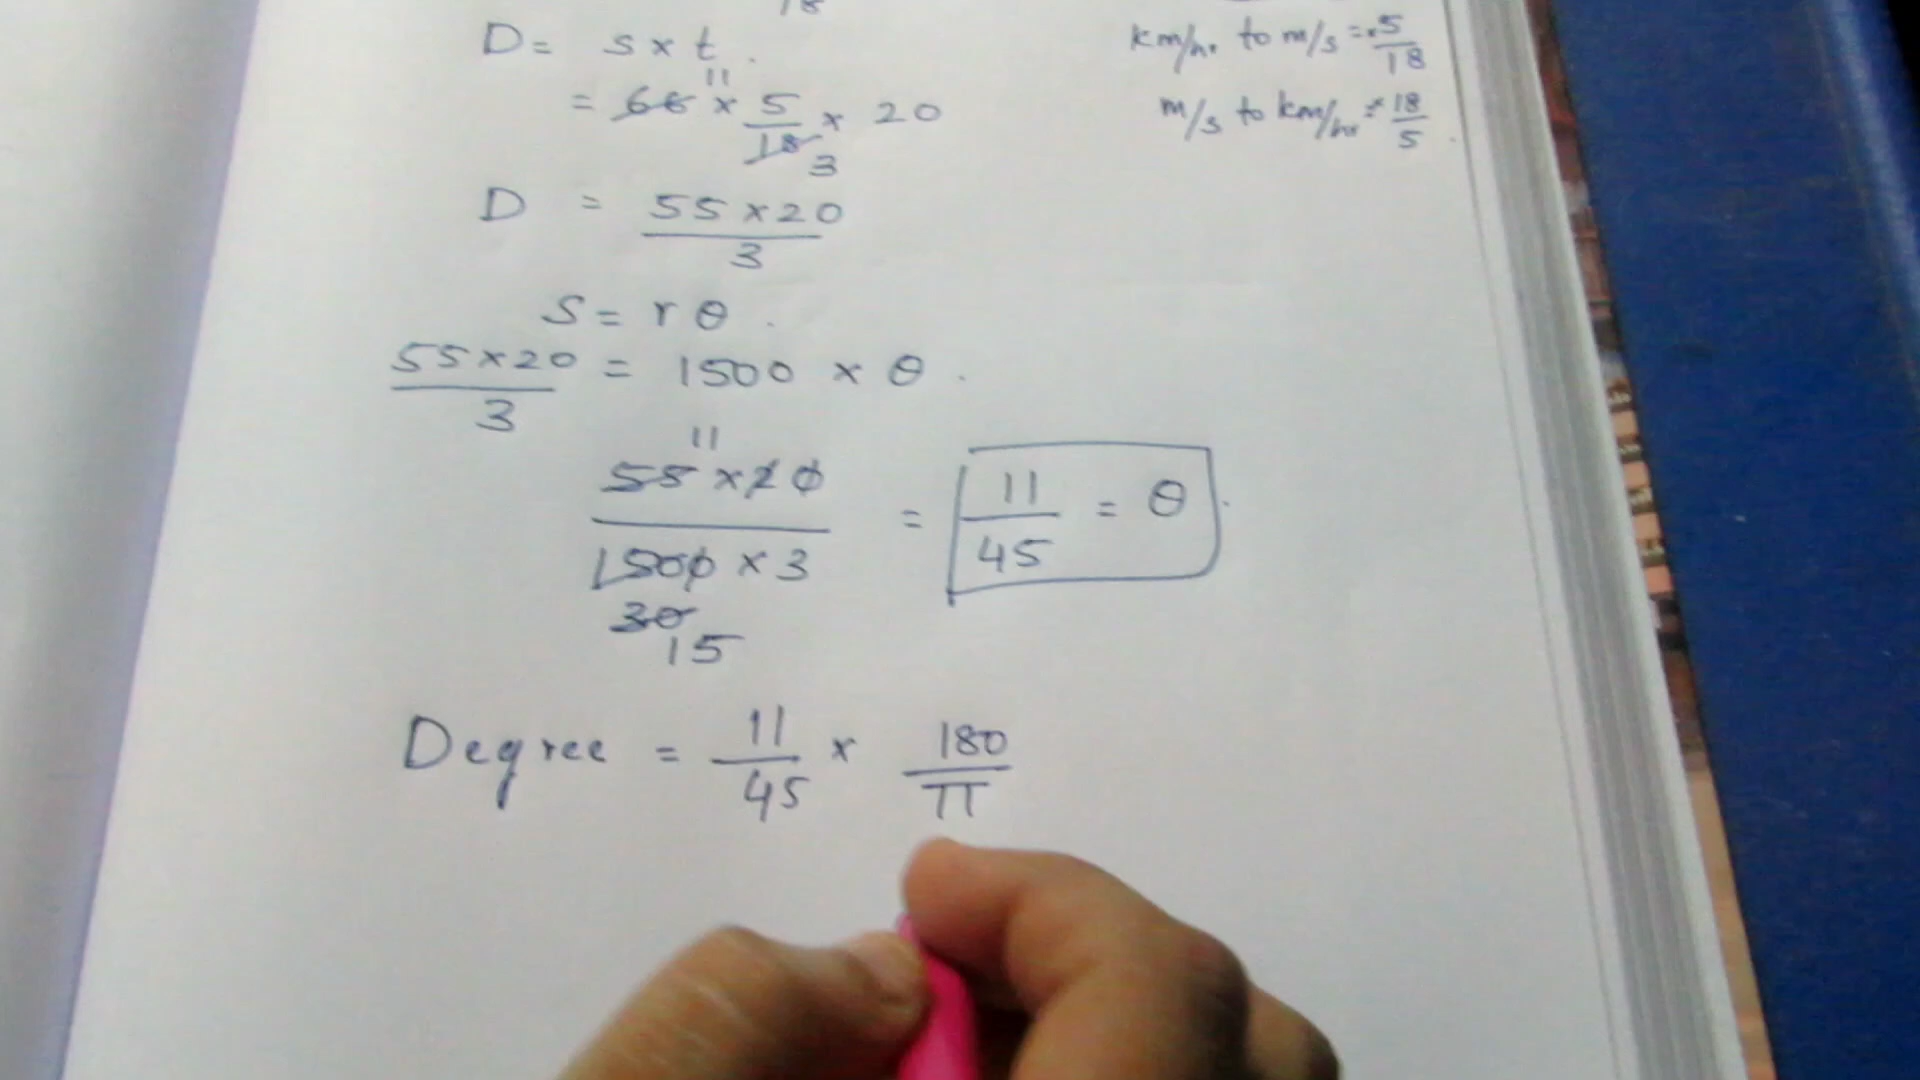 18
D = s x t.
11
= 66 x 5/18 x 20
3
D = 55 x 20 / 3
S = r θ.
55 x 20 / 3 = 1500 x θ.
11
55 x 20 / 1500 x 3 = 11/45 = θ.
30
15
Degree = 11/45 x 180/π
km/hr to m/s = x 5/18
m/s to km/hr = x 18/5.